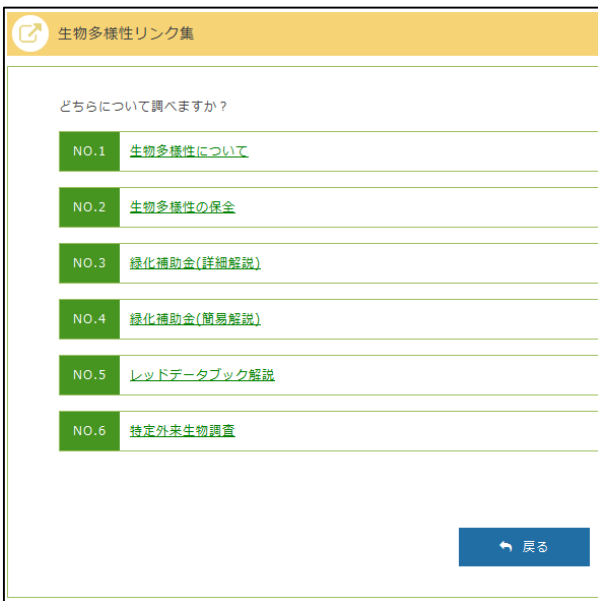 生物多様性リンク集
どちらについて調べますか？
NO.1 生物多様性について
NO.2 生物多様性の保全
NO.3 緑化補助金(詳細解説)
NO.4 緑化補助金(簡易解説)
NO.5 レッドデータブック解説
NO.6 特定外来生物調査
戻る